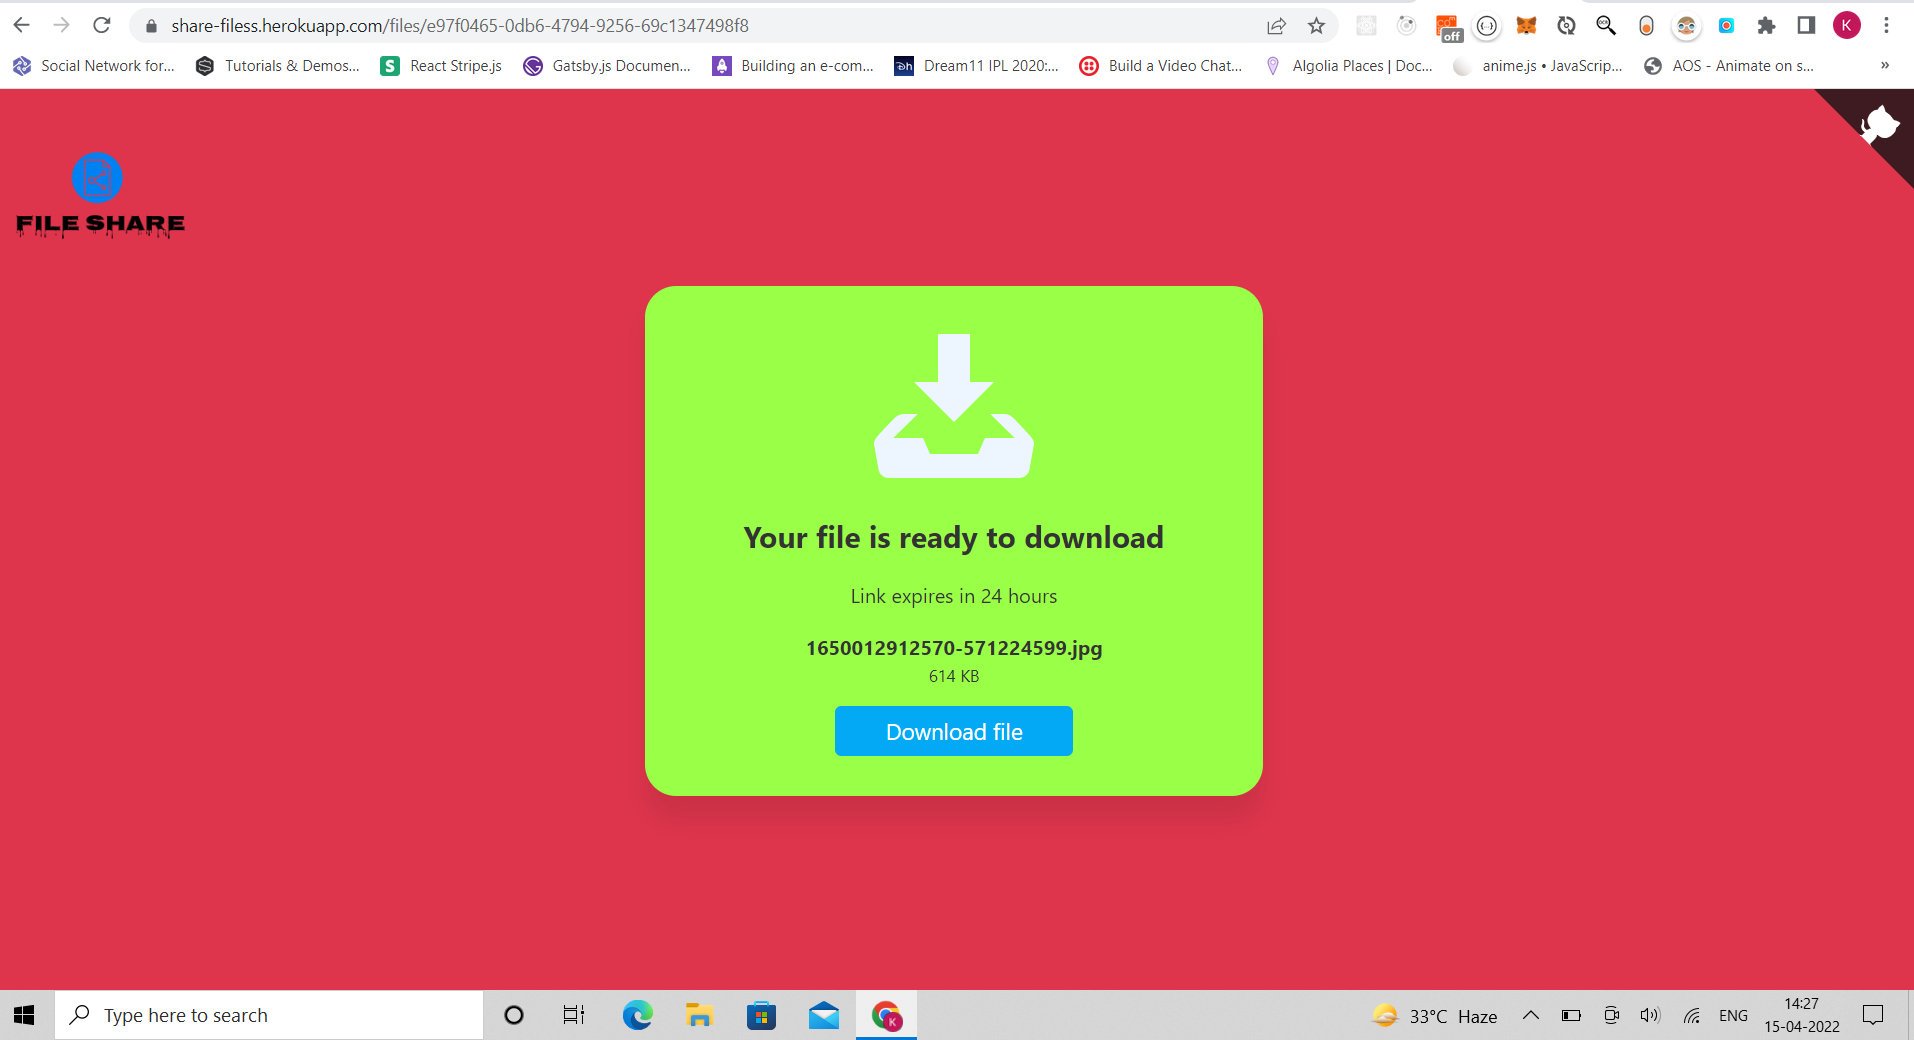 share-filess.herokuapp.com/files/e97f0465-0db6-4794-9256-69c1347498f8
off
K
Social Network for...
Tutorials & Demos...
S
React Stripe.js
Gatsby.js Documen...
Building an e-com...
Dh
Dream11 IPL 2020:...
Build a Video Chat...
Algolia Places | Doc...
anime.js • JavaScrip...
AOS - Animate on s...
»
FILE SHARE
Your file is ready to download
Link expires in 24 hours
1650012912570-571224599.jpg
614 KB
Download file
Type here to search
K
33°C Haze
ENG
14:27
15-04-2022